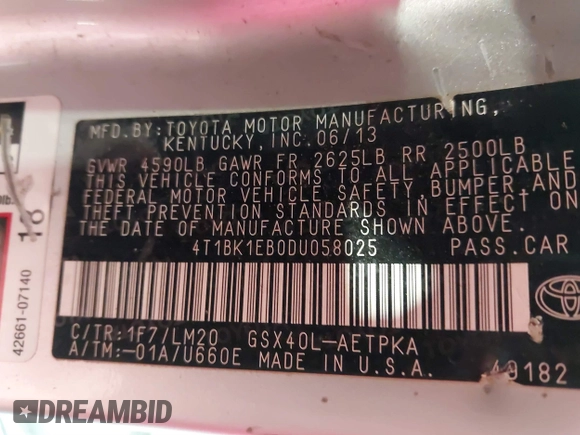 MFD.BY:TOYOTA MOTOR MANUFACTURING,
KENTUCKY,INC.06/13
GVWR 4590LB GAWR FR 2625LB RR 2500LB
THIS VEHICLE CONFORMS TO ALL APPLICABLE
FEDERAL MOTOR VEHICLE SAFETY, BUMPER,AND
THEFT PREVENTION STANDARDS IN EFFECT ON
THE DATE OF MANUFACTURE SHOWN ABOVE.
4T1BK1EB0DU058025 PASS.CAR
C/TR:1F7/LM20 GSX40L-AETPKA
A/TM:-01A/U660E MADE IN U.S.A. 40182
42661-07140
DREAMBID